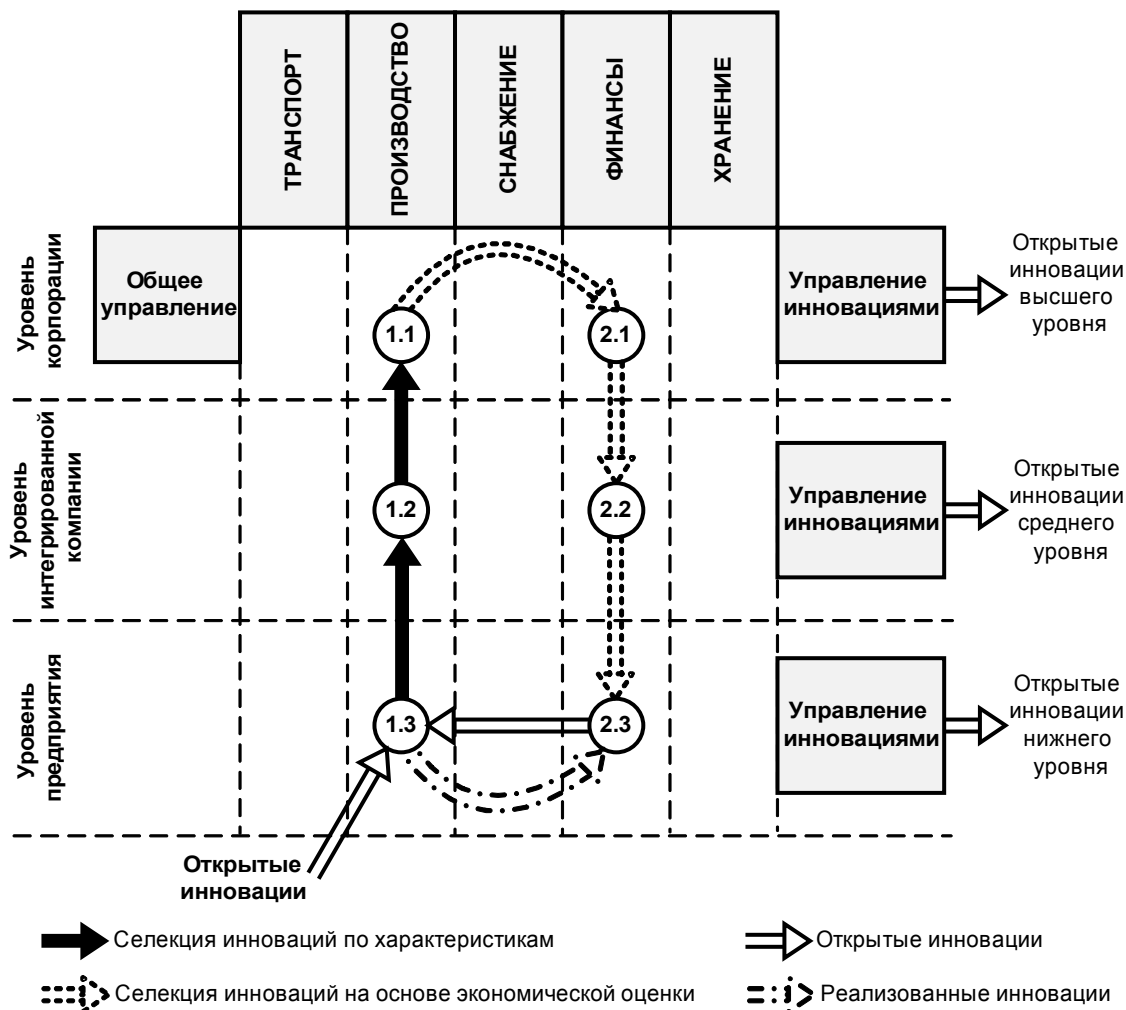 ТРАНСПОРТ
ПРОИЗВОДСТВО
СНАБЖЕНИЕ
ФИНАНСЫ
ХРАНЕНИЕ
Уровень
корпорации
Общее
управление
1.1
2.1
Управление
инновациями
Открытые
инновации
высшего
уровня
Уровень
интегрированной
компании
1.2
2.2
Управление
инновациями
Открытые
инновации
среднего
уровня
Уровень
предприятия
1.3
2.3
Управление
инновациями
Открытые
инновации
нижнего
уровня
Открытые
инновации
Селекция инноваций по характеристикам
Открытые инновации
Селекция инноваций на основе экономической оценки
Реализованные инновации